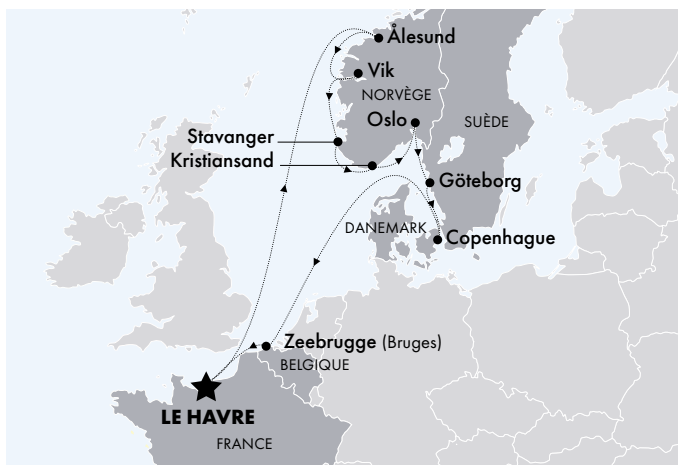 Ålesund
Vik
NORVÈGE
Oslo
SUÈDE
Stavanger
Kristiansand
Göteborg
DANEMARK
Copenhague
Zeebrugge (Bruges)
BELGIQUE
LE HAVRE
FRANCE